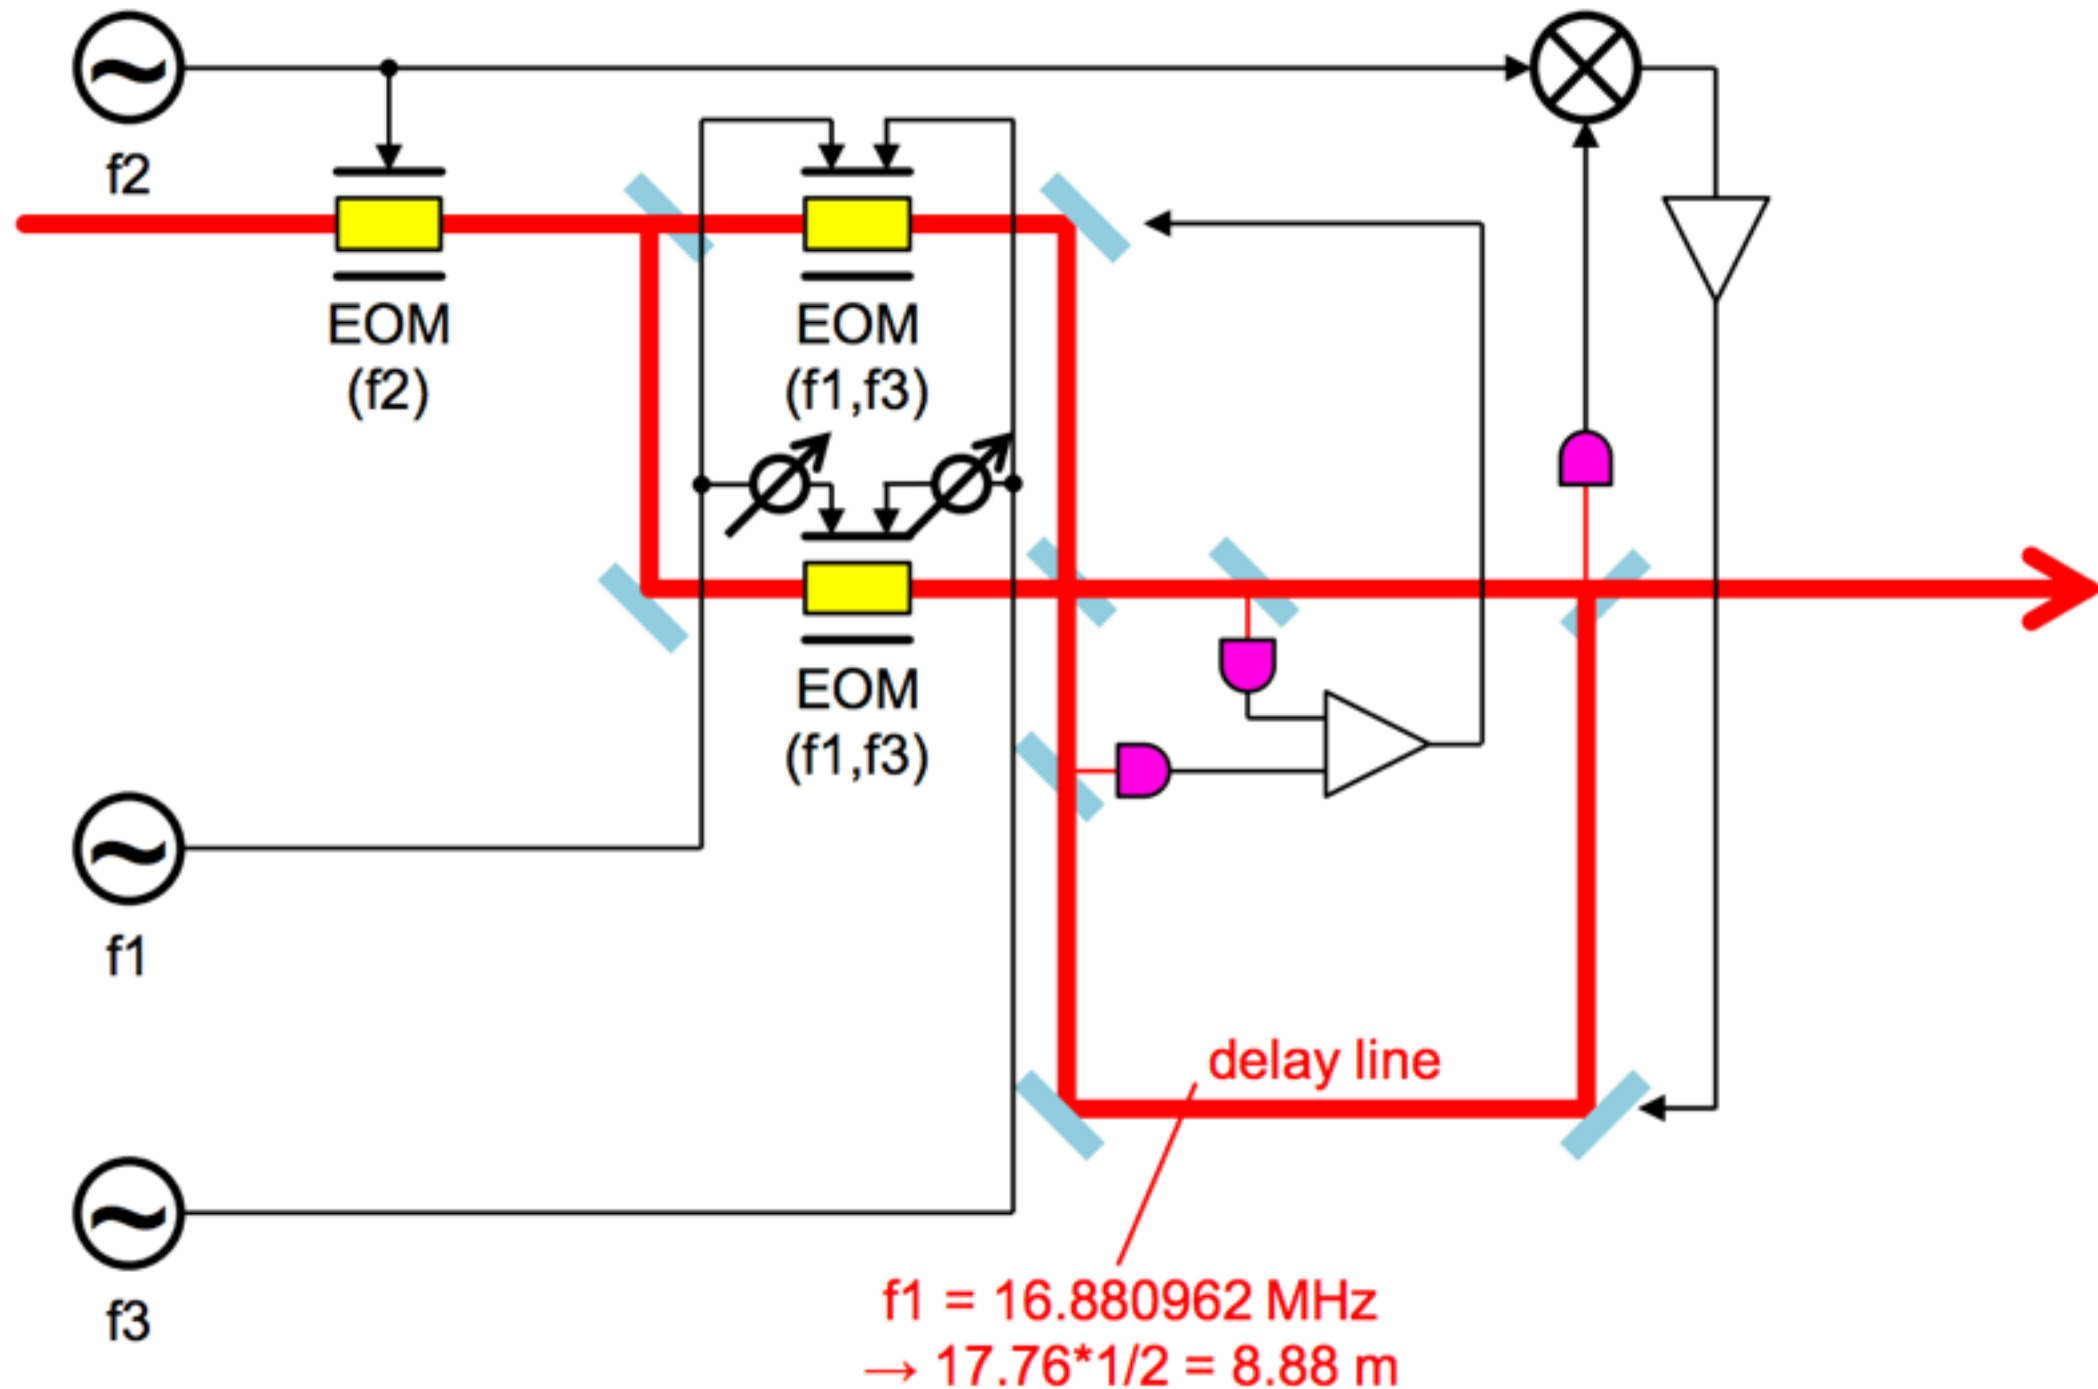 f2
EOM
(f2)
EOM
(f1,f3)
EOM
(f1,f3)
f1
delay line
f3
f1 = 16.880962 MHz
→ 17.76*1/2 = 8.88 m